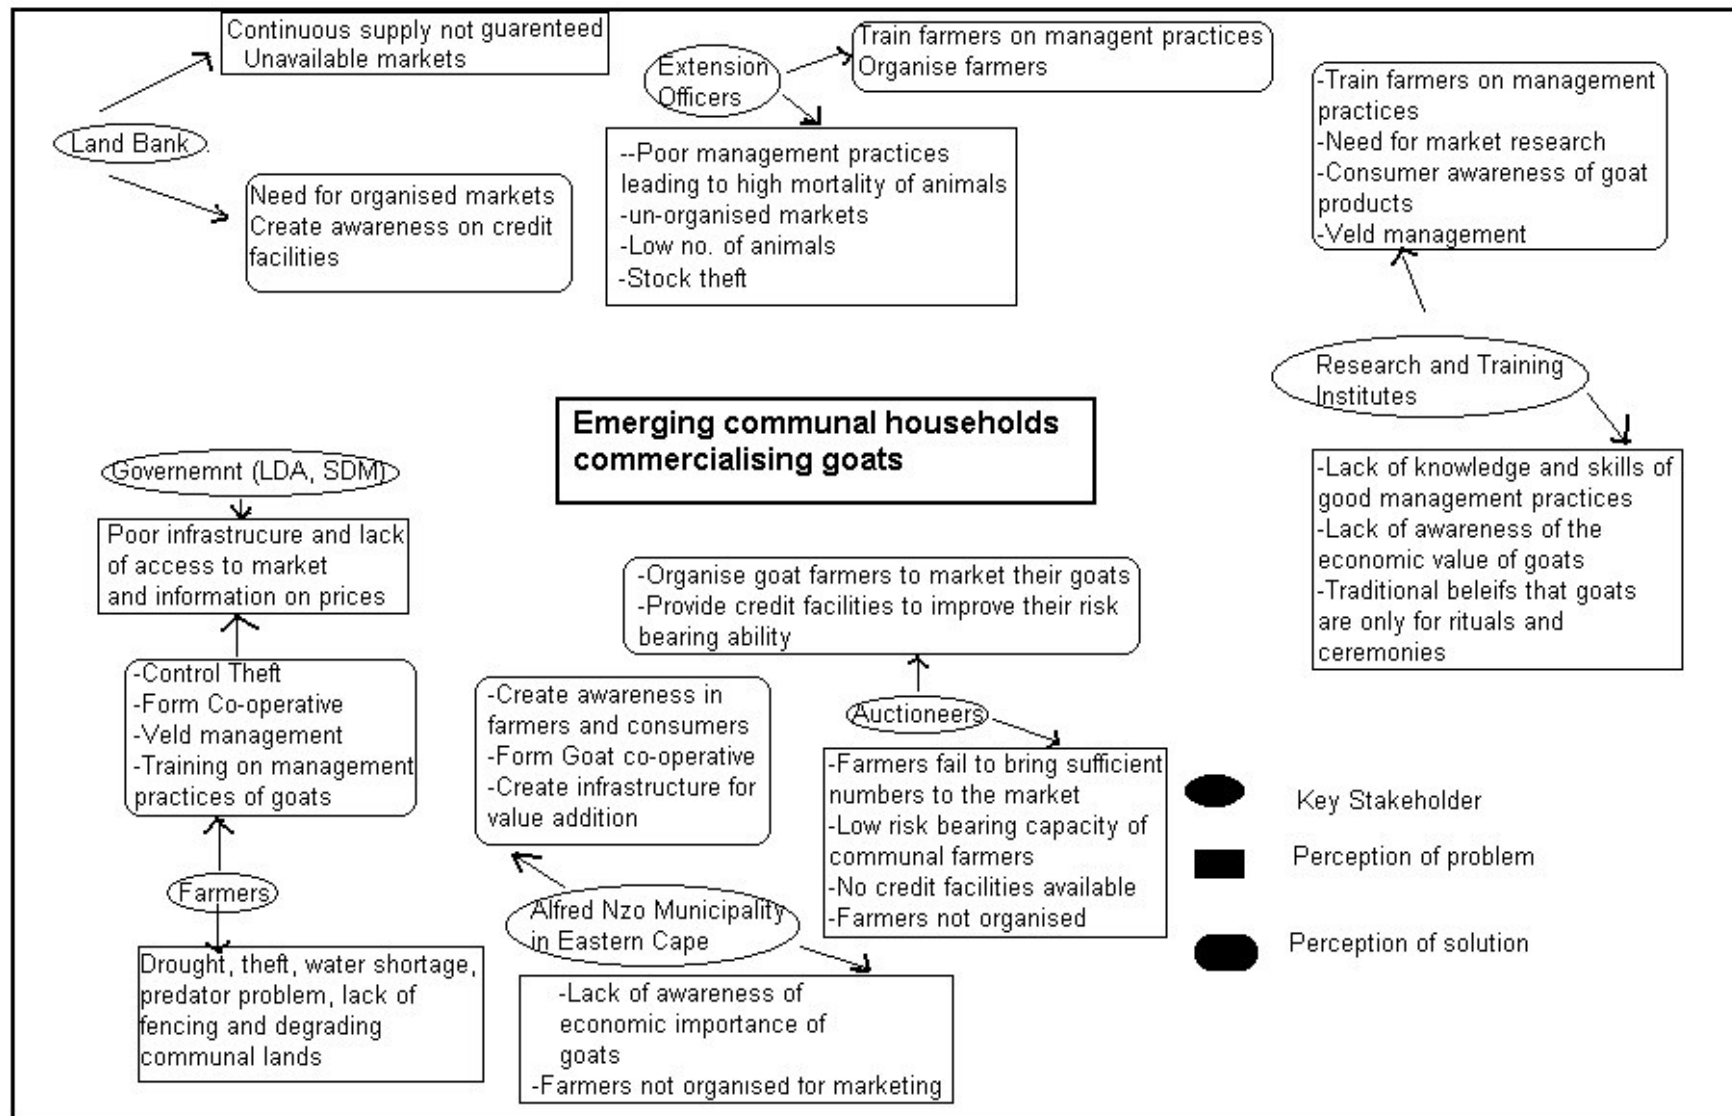 Continuous supply not guarenteed
Unavailable markets
Land Bank
Need for organised markets
Create awareness on credit
facilities
Extension
Officers
Train farmers on managent practices
Organise farmers
--Poor management practices
leading to high mortality of animals
-un-organised markets
-Low no. of animals
-Stock theft
-Train farmers on management
practices
-Need for market research
-Consumer awareness of goat
products
-Veld management
Research and Training
Institutes
-Lack of knowledge and skills of
good management practices
-Lack of awareness of the
economic value of goats
-Traditional beleifs that goats
are only for rituals and
ceremonies
Emerging communal households
commercialising goats
Governemnt (LDA, SDM)
Poor infrastrucure and lack
of access to market
and information on prices
-Control Theft
-Form Co-operative
-Veld management
-Training on management
practices of goats
Farmers
Drought, theft, water shortage,
predator problem, lack of
fencing and degrading
communal lands
-Create awareness in
farmers and consumers
-Form Goat co-operative
-Create infrastructure for
value addition
Alfred Nzo Municipality
in Eastern Cape
-Lack of awareness of
economic importance of
goats
-Farmers not organised for marketing
-Organise goat farmers to market their goats
-Provide credit facilities to improve their risk
bearing ability
Auctioneers
-Farmers fail to bring sufficient
numbers to the market
-Low risk bearing capacity of
communal farmers
-No credit facilities available
-Farmers not organised
Key Stakeholder
Perception of problem
Perception of solution